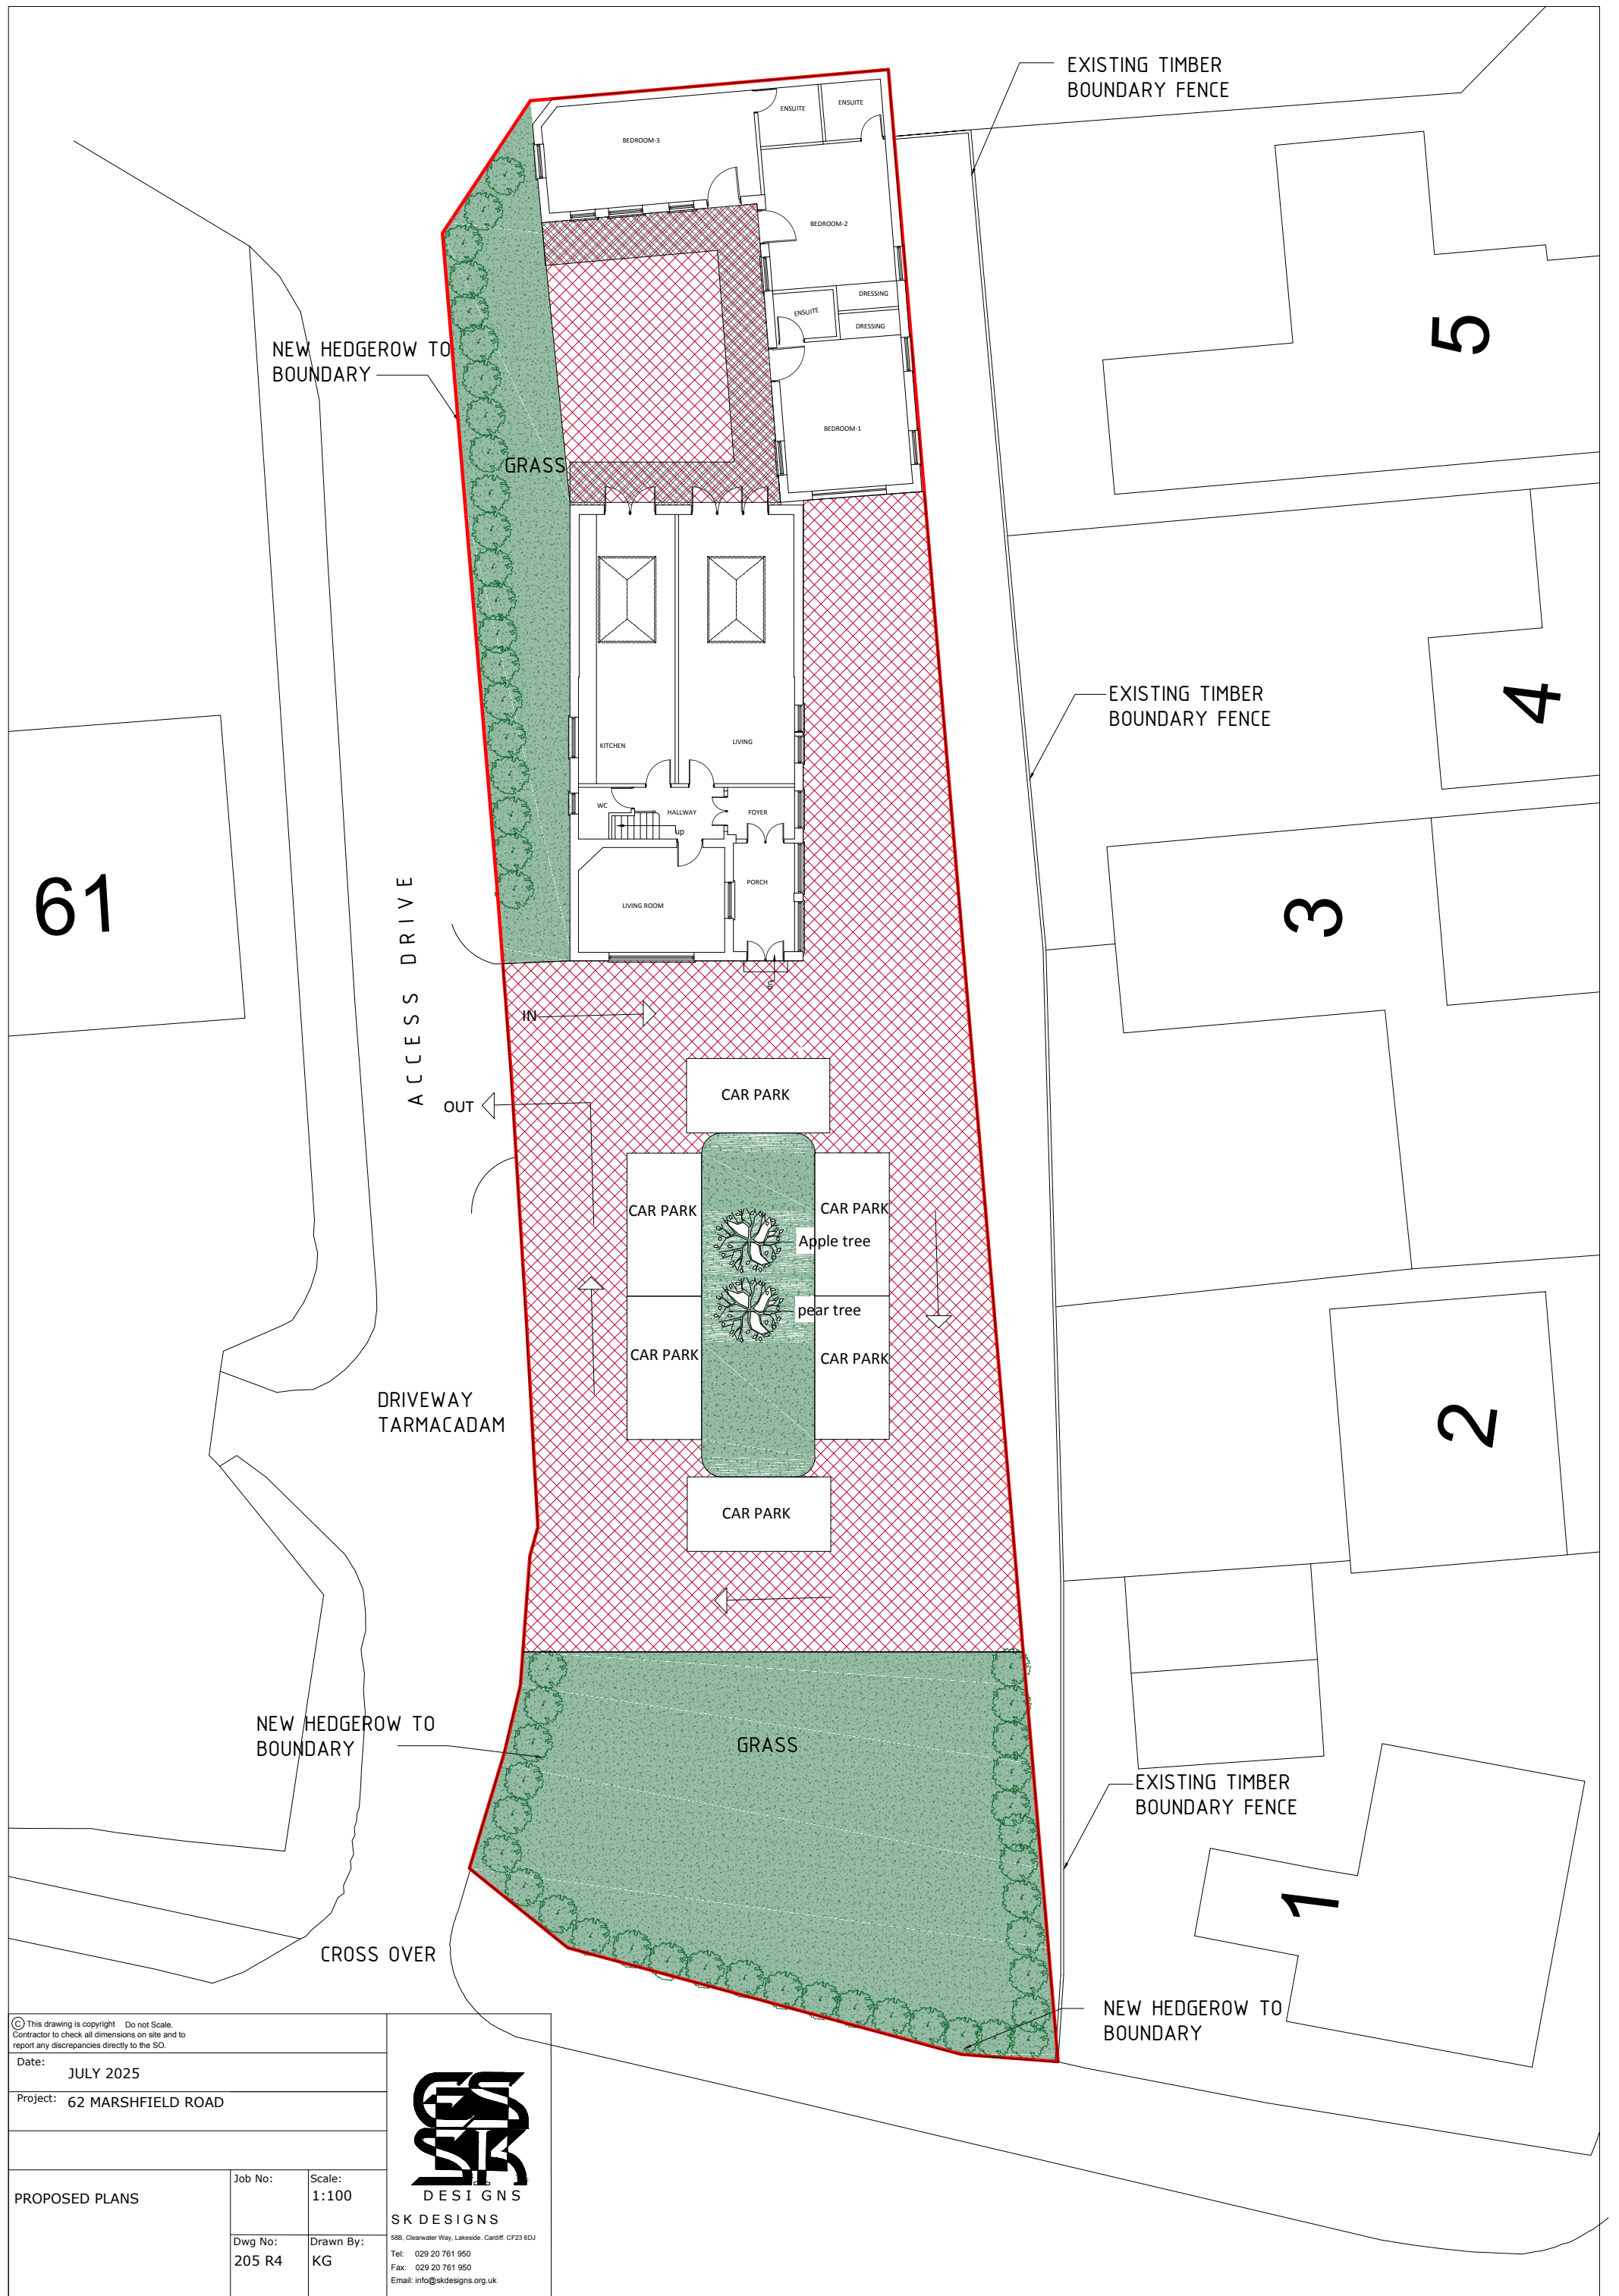 EXISTING TIMBER
BOUNDARY FENCE
ENSUITE
ENSUITE
BEDROOM-3
BEDROOM-2
DRESSING
ENSUITE
DRESSING
5
NEW HEDGEROW TO
BOUNDARY
BEDROOM-1
GRASS
EXISTING TIMBER
BOUNDARY FENCE
4
KITCHEN
LIVING
WC
HALLWAY
FOYER
up
PORCH
LIVING ROOM
61
3
ACCESS DRIVE
IN
OUT
CAR PARK
CAR PARK
CAR PARK
Apple tree
pear tree
CAR PARK
CAR PARK
DRIVEWAY
TARMACADAM
2
CAR PARK
NEW HEDGEROW TO
BOUNDARY
GRASS
EXISTING TIMBER
BOUNDARY FENCE
1
CROSS OVER
NEW HEDGEROW TO
BOUNDARY
© This drawing is copyright Do not Scale.
Contractor to check all dimensions on site and to
report any discrepancies directly to the SO.
Date:
JULY 2025
Project: 62 MARSHFIELD ROAD
PROPOSED PLANS
Job No:
Scale:
1:100
Dwg No:
205 R4
Drawn By:
KG
DESIGNS
SK DESIGNS
58B, Clearwater Way, Lakeside. Cardiff. CF23 6DJ
Tel: 029 20 761 950
Fax: 029 20 761 950
Email: info@skdesigns.org.uk